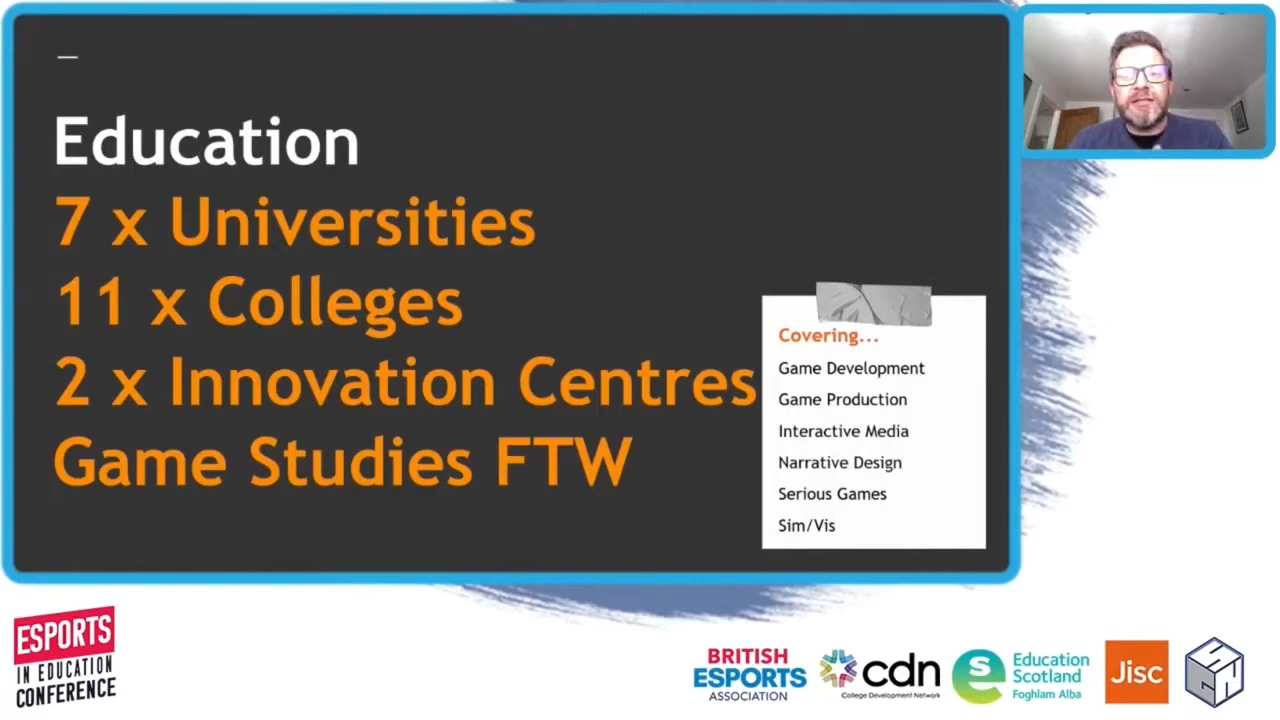 Education
7 x Universities
11 x Colleges
2 x Innovation Centres
Game Studies FTW
Covering...
Game Development
Game Production
Interactive Media
Narrative Design
Serious Games
Sim/Vis
ESPORTS
IN EDUCATION
CONFERENCE
BRITISH
ESPORTS
ASSOCIATION
cdn
College Development Network
Education
Scotland
Foghlam Alba
Jisc